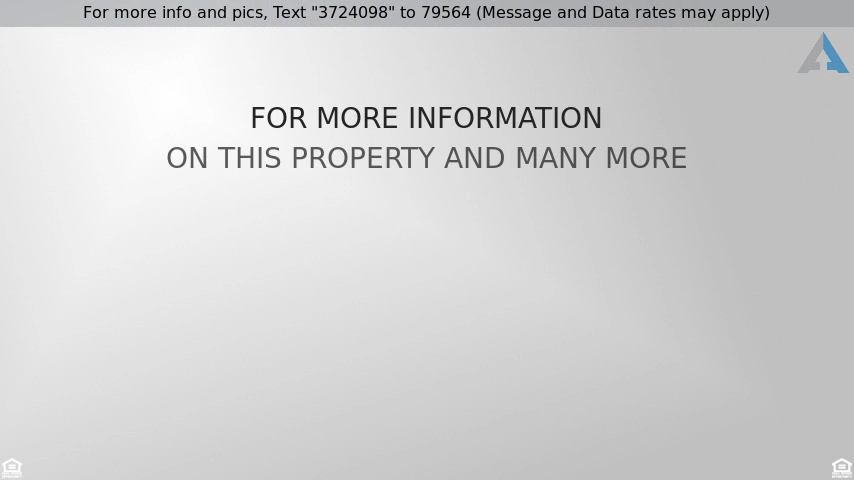 For more info and pics, Text "3724098" to 79564 (Message and Data rates may apply)
FOR MORE INFORMATION
ON THIS PROPERTY AND MANY MORE